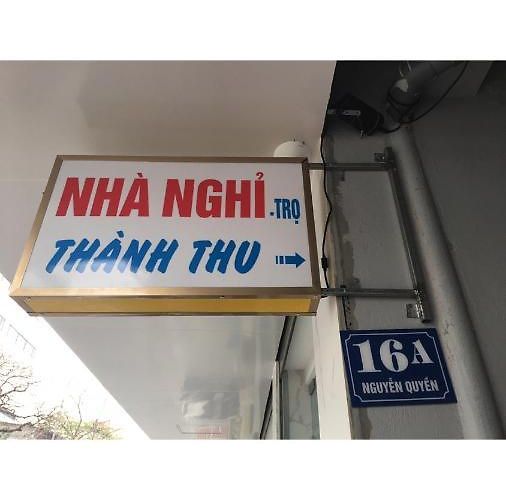 NHÀ NGHỈ.TRỌ
THÀNH THU
16A
NGUYỄN QUYỀN